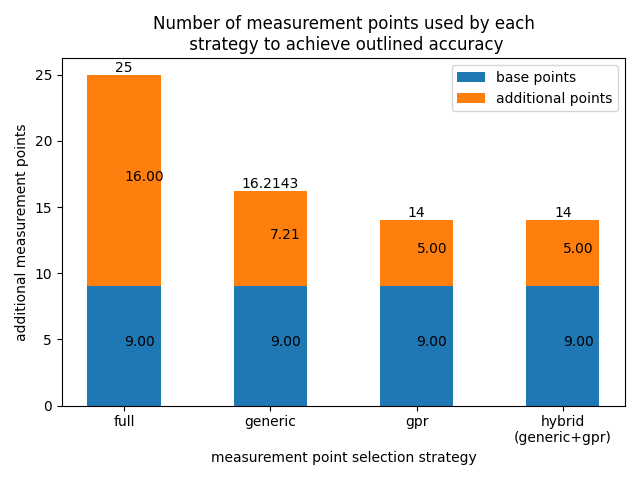 Number of measurement points used by each
strategy to achieve outlined accuracy
base points
additional points
additional measurement points
25
20
15
10
5
0
25
16.00
9.00
16.2143
7.21
9.00
14
5.00
9.00
14
5.00
9.00
full
generic
gpr
hybrid
(generic+gpr)
measurement point selection strategy